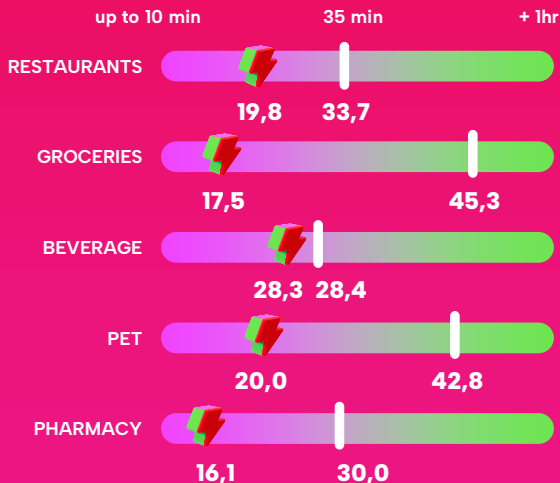 up to 10 min 35 min + 1hr
RESTAURANTS
19,8 33,7
GROCERIES
17,5 45,3
BEVERAGE
28,3 28,4
PET
20,0 42,8
PHARMACY
16,1 30,0